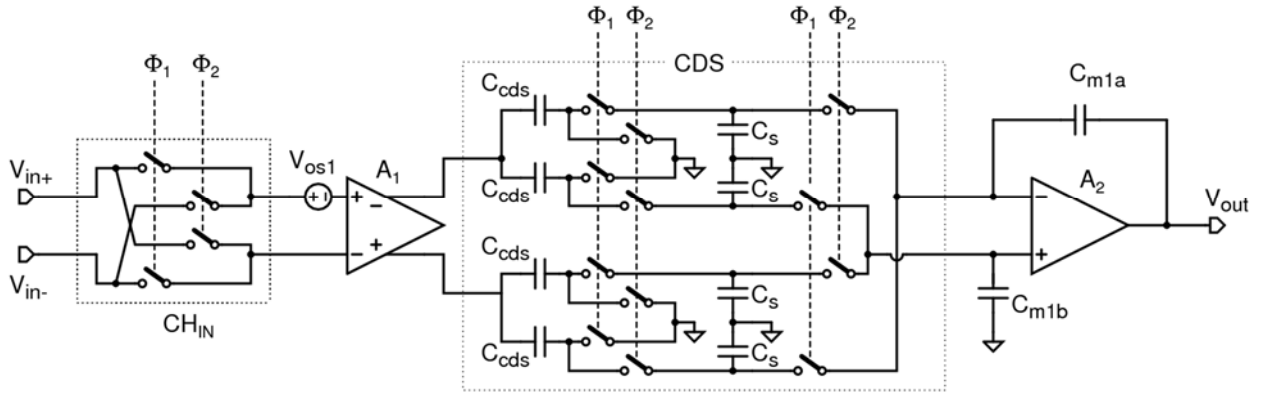 Φ1 Φ2 Φ1 Φ2
CDS
Φ1 Φ2
Ccds
Cm1a
Cs
Vin+
Vos1
A1
+ −
+ −
Ccds
Cs
A2
−
Vout
+
−
+
Ccds
Vin-
Cs
Cm1b
CHIN
Ccds
Cs